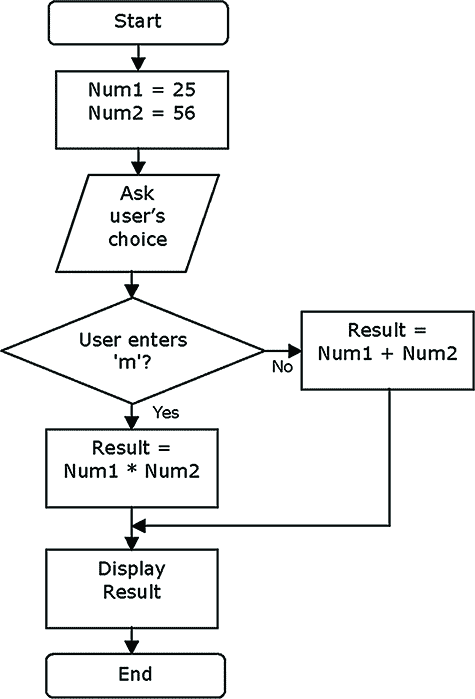 Start
Num1 = 25
Num2 = 56
Ask
user’s
choice
User enters
'm'?
No
Result =
Num1 + Num2
Yes
Result =
Num1 * Num2
Display
Result
End